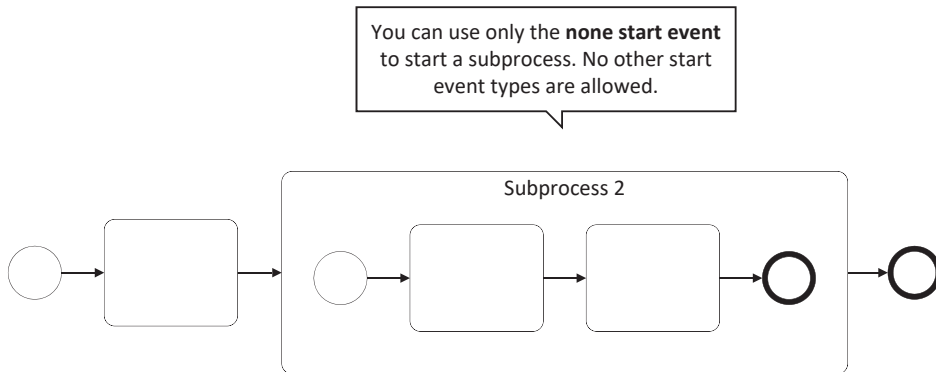 You can use only the none start event
to start a subprocess. No other start
event types are allowed.
Subprocess 2